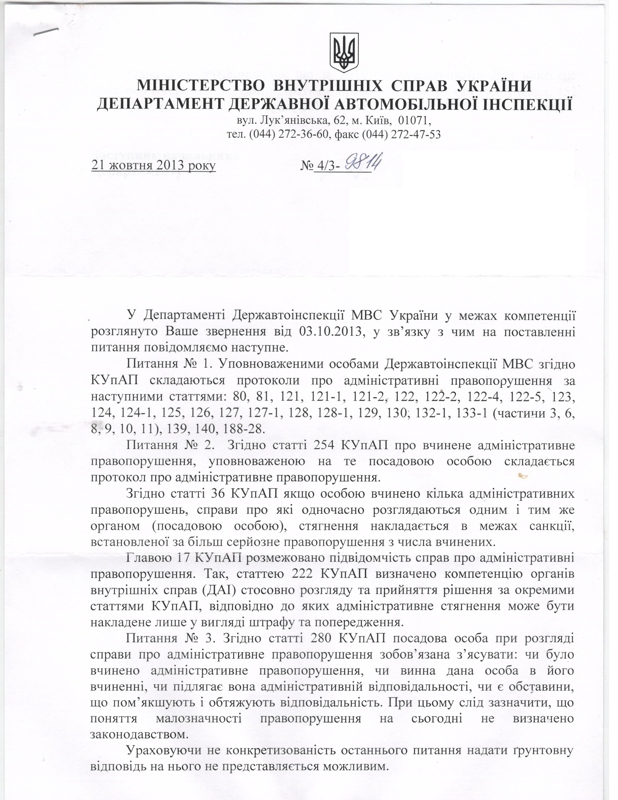 МІНІСТЕРСТВО ВНУТРІШНІХ СПРАВ УКРАЇНИ
ДЕПАРТАМЕНТ ДЕРЖАВНОЇ АВТОМОБІЛЬНОЇ ІНСПЕКЦІЇ
вул. Лук’янівська, 62, м. Київ, 01071,
тел. (044) 272-36-60, факс (044) 272-47-53
21 жовтня 2013 року № 4/3- 9814
У Департаменті Державтоінспекції МВС України у межах компетенції
розглянуто Ваше звернення від 03.10.2013, у зв’язку з чим на поставленні
питання повідомляємо наступне.
Питання № 1. Уповноваженими особами Державтоінспекції МВС згідно
КУпАП складаються протоколи про адміністративні правопорушення за
наступними статтями: 80, 81, 121, 121-1, 121-2, 122, 122-2, 122-4, 122-5, 123,
124, 124-1, 125, 126, 127, 127-1, 128, 128-1, 129, 130, 132-1, 133-1 (частини 3, 6,
8, 9, 10, 11), 139, 140, 188-28.
Питання № 2. Згідно статті 254 КУпАП про вчинене адміністративне
правопорушення, уповноваженою на те посадовою особою складається
протокол про адміністративне правопорушення.
Згідно статті 36 КУпАП якщо особою вчинено кілька адміністративних
правопорушень, справи про які одночасно розглядаються одним і тим же
органом (посадовою особою), стягнення накладається в межах санкції,
встановленої за більш серйозне правопорушення з числа вчинених.
Главою 17 КУпАП розмежовано підвідомчість справ про адміністративні
правопорушення. Так, статтею 222 КУпАП визначено компетенцію органів
внутрішніх справ (ДАІ) стосовно розгляду та прийняття рішення за окремими
статтями КУпАП, відповідно до яких адміністративне стягнення може бути
накладене лише у вигляді штрафу та попередження.
Питання № 3. Згідно статті 280 КУпАП посадова особа при розгляді
справи про адміністративне правопорушення зобов’язана з’ясувати: чи було
вчинено адміністративне правопорушення, чи винна дана особа в його
вчиненні, чи підлягає вона адміністративній відповідальності, чи є обставини,
що пом’якшують і обтяжують відповідальність. При цьому слід зазначити, що
поняття малозначності правопорушення на сьогодні не визначено
законодавством.
Ураховуючи не конкретизованість останнього питання надати ґрунтовну
відповідь на нього не представляється можливим.